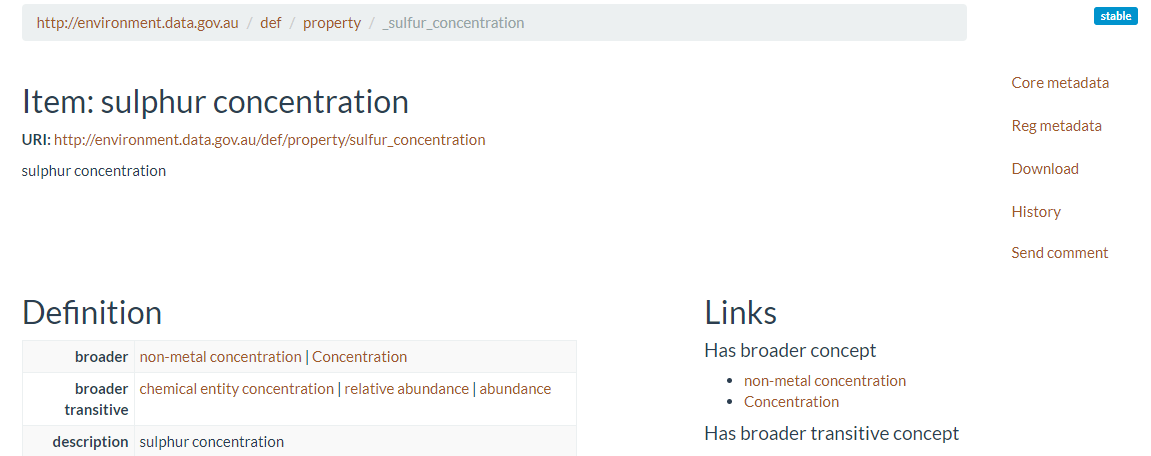 http://environment.data.gov.au / def / property / _sulfur_concentration
stable
Item: sulphur concentration
URI: http://environment.data.gov.au/def/property/sulfur_concentration
sulphur concentration
Core metadata
Reg metadata
Download
History
Send comment
Definition
broader non-metal concentration | Concentration
broader transitive chemical entity concentration | relative abundance | abundance
description sulphur concentration
Links
Has broader concept
• non-metal concentration
• Concentration
Has broader transitive concept